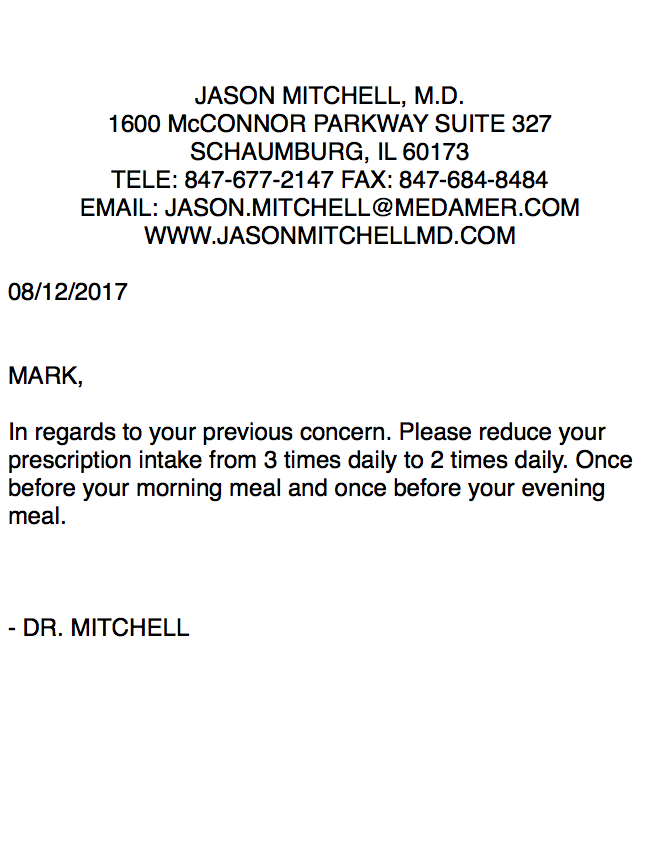 JASON MITCHELL, M.D.
1600 McCONNOR PARKWAY SUITE 327
SCHAUMBURG, IL 60173
TELE: 847-677-2147 FAX: 847-684-8484
EMAIL: JASON.MITCHELL@MEDAMER.COM
WWW.JASONMITCHELLMD.COM
08/12/2017
MARK,
In regards to your previous concern. Please reduce your
prescription intake from 3 times daily to 2 times daily. Once
before your morning meal and once before your evening
meal.
- DR. MITCHELL